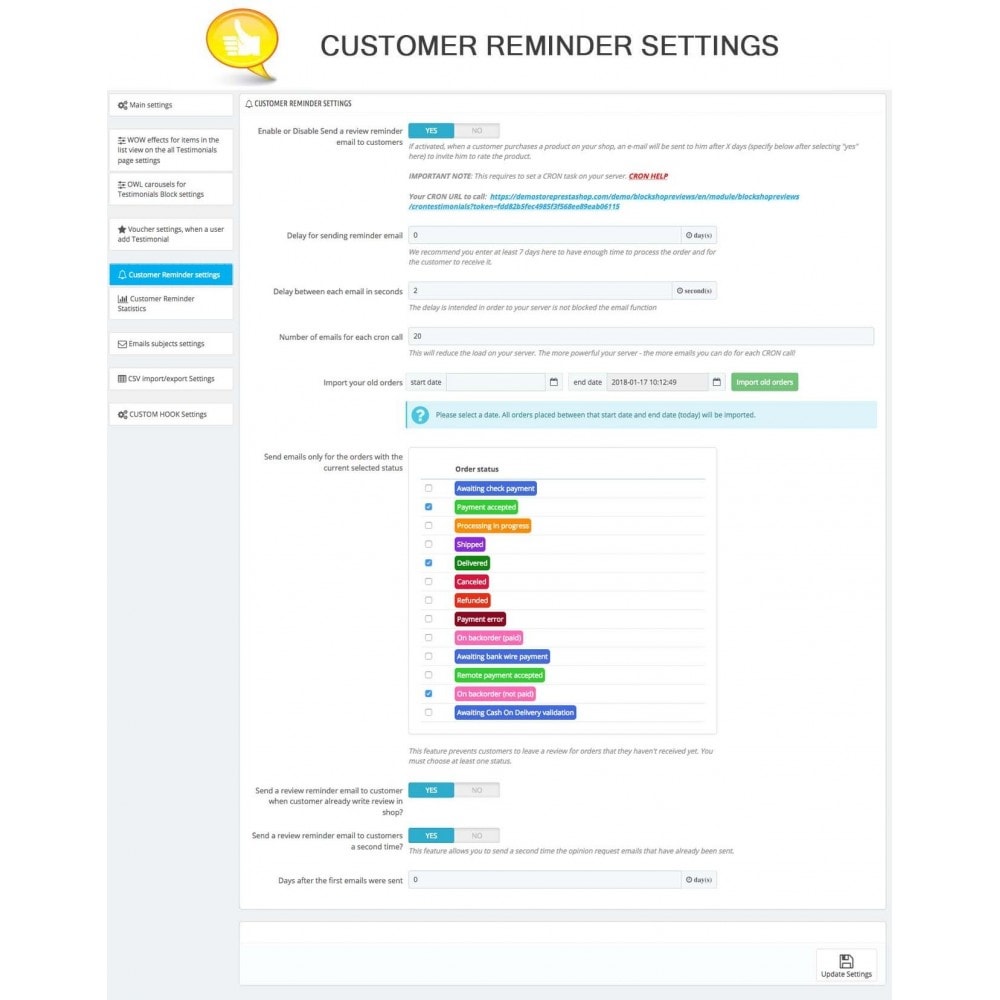 CUSTOMER REMINDER SETTINGS
Main settings
WOW effects for items in the
list view on the all Testimonials
page settings
OWL carousels for
Testimonials Block settings
Voucher settings, when a user
add Testimonial
Customer Reminder settings
Customer Reminder
Statistics
Emails subjects settings
CSV import/export Settings
CUSTOM HOOK Settings
CUSTOMER REMINDER SETTINGS
Enable or Disable Send a review reminder
email to customers
YES NO
If activated, when a customer purchases a product on your shop, an e-mail will be sent to him after X days (specify below after selecting "yes"
here) to invite him to rate the product.
IMPORTANT NOTE: This requires to set a CRON task on your server. CRON HELP
Your CRON URL to call: https://demostoreprestashop.com/demo/blockshopreviews/en/module/blockshopreviews
/crontestimonials?token=fdd82b5fec4985f3f568ee89eab06115
Delay for sending reminder email
0
day(s)
We recommend you enter at least 7 days here to have enough time to process the order and for
the customer to receive it.
Delay between each email in seconds
2
second(s)
The delay is intended in order to your server is not blocked the email function
Number of emails for each cron call
20
This will reduce the load on your server. The more powerful your server - the more emails you can do for each CRON call!
Import your old orders
start date
end date 2018-01-17 10:12:49
Import old orders
Please select a date. All orders placed between that start date and end date (today) will be imported.
Send emails only for the orders with the
current selected status
Order status
Awaiting check payment
Payment accepted
Processing in progress
Shipped
Delivered
Canceled
Refunded
Payment error
On backorder (paid)
Awaiting bank wire payment
Remote payment accepted
On backorder (not paid)
Awaiting Cash On Delivery validation
This feature prevents customers to leave a review for orders that they haven't received yet. You
must choose at least one status.
Send a review reminder email to customer
when customer already write review in
shop?
YES NO
Send a review reminder email to customers
a second time?
YES NO
This feature allows you to send a second time the opinion request emails that have already been sent.
Days after the first emails were sent
0
day(s)
Update Settings